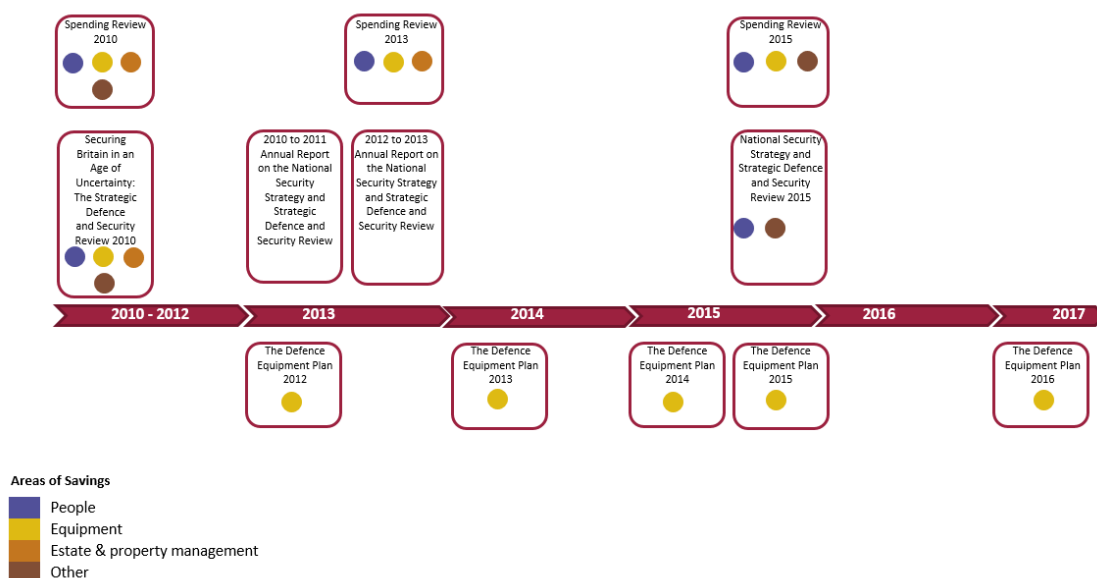 Spending Review
2010
Spending Review
2013
Spending Review
2015
Securing
Britain in an
Age of
Uncertainty:
The Strategic
Defence
and Security
Review 2010
2010 to 2011
Annual Report
on the National
Security
Strategy and
Strategic
Defence and
Security Review
2012 to 2013
Annual Report on
the National
Security Strategy
and Strategic
Defence and
Security Review
National Security
Strategy and
Strategic Defence
and Security
Review 2015
2010 - 2012
2013
2014
2015
2016
2017
The Defence
Equipment Plan
2012
The Defence
Equipment Plan
2013
The Defence
Equipment Plan
2014
The Defence
Equipment Plan
2015
The Defence
Equipment Plan
2016
Areas of Savings
People
Equipment
Estate & property management
Other